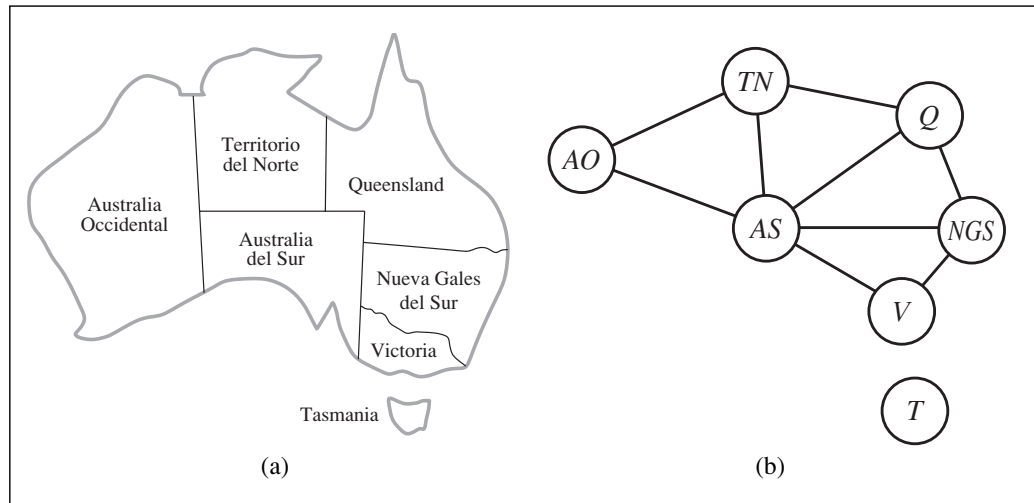 Territorio
del Norte
Queensland
Australia
Occidental
Australia
del Sur
Nueva Gales
del Sur
Victoria
Tasmania
(a)
TN
Q
AO
AS
NGS
V
T
(b)